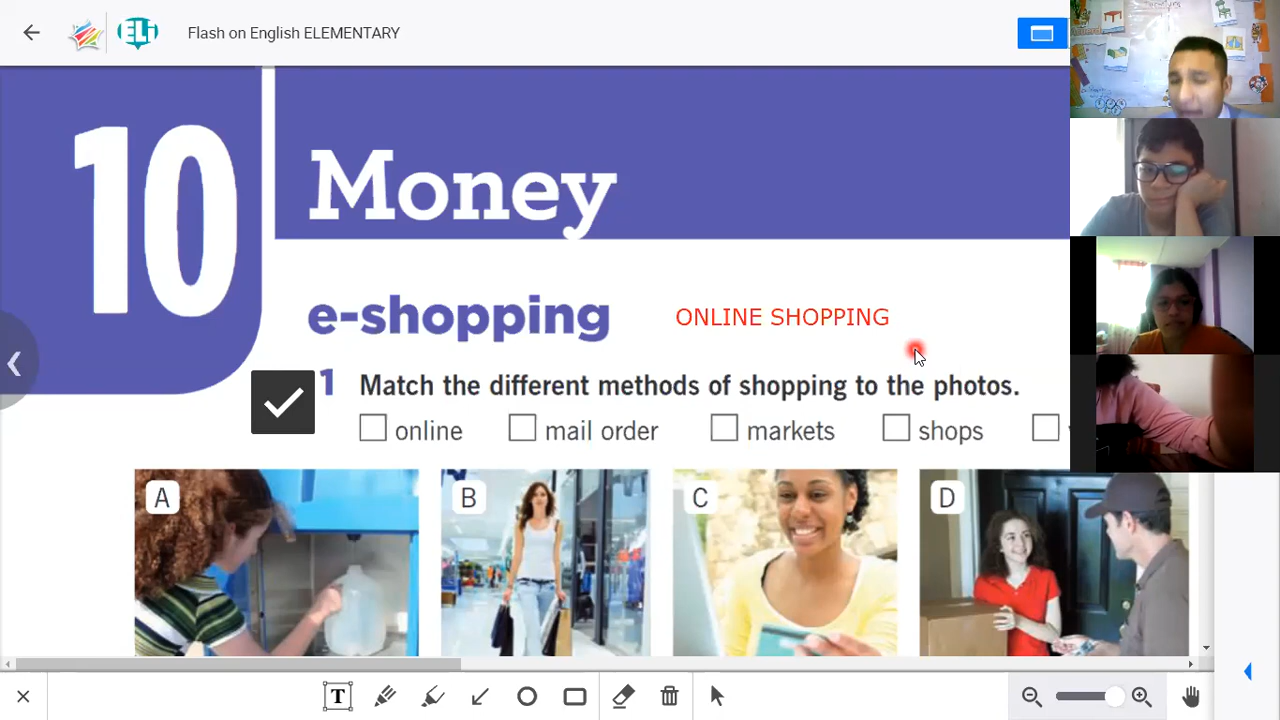 ELi
Flash on English ELEMENTARY
10
Money
e-shopping
ONLINE SHOPPING
1 Match the different methods of shopping to the photos.
online mail order markets shops
A B C D
T